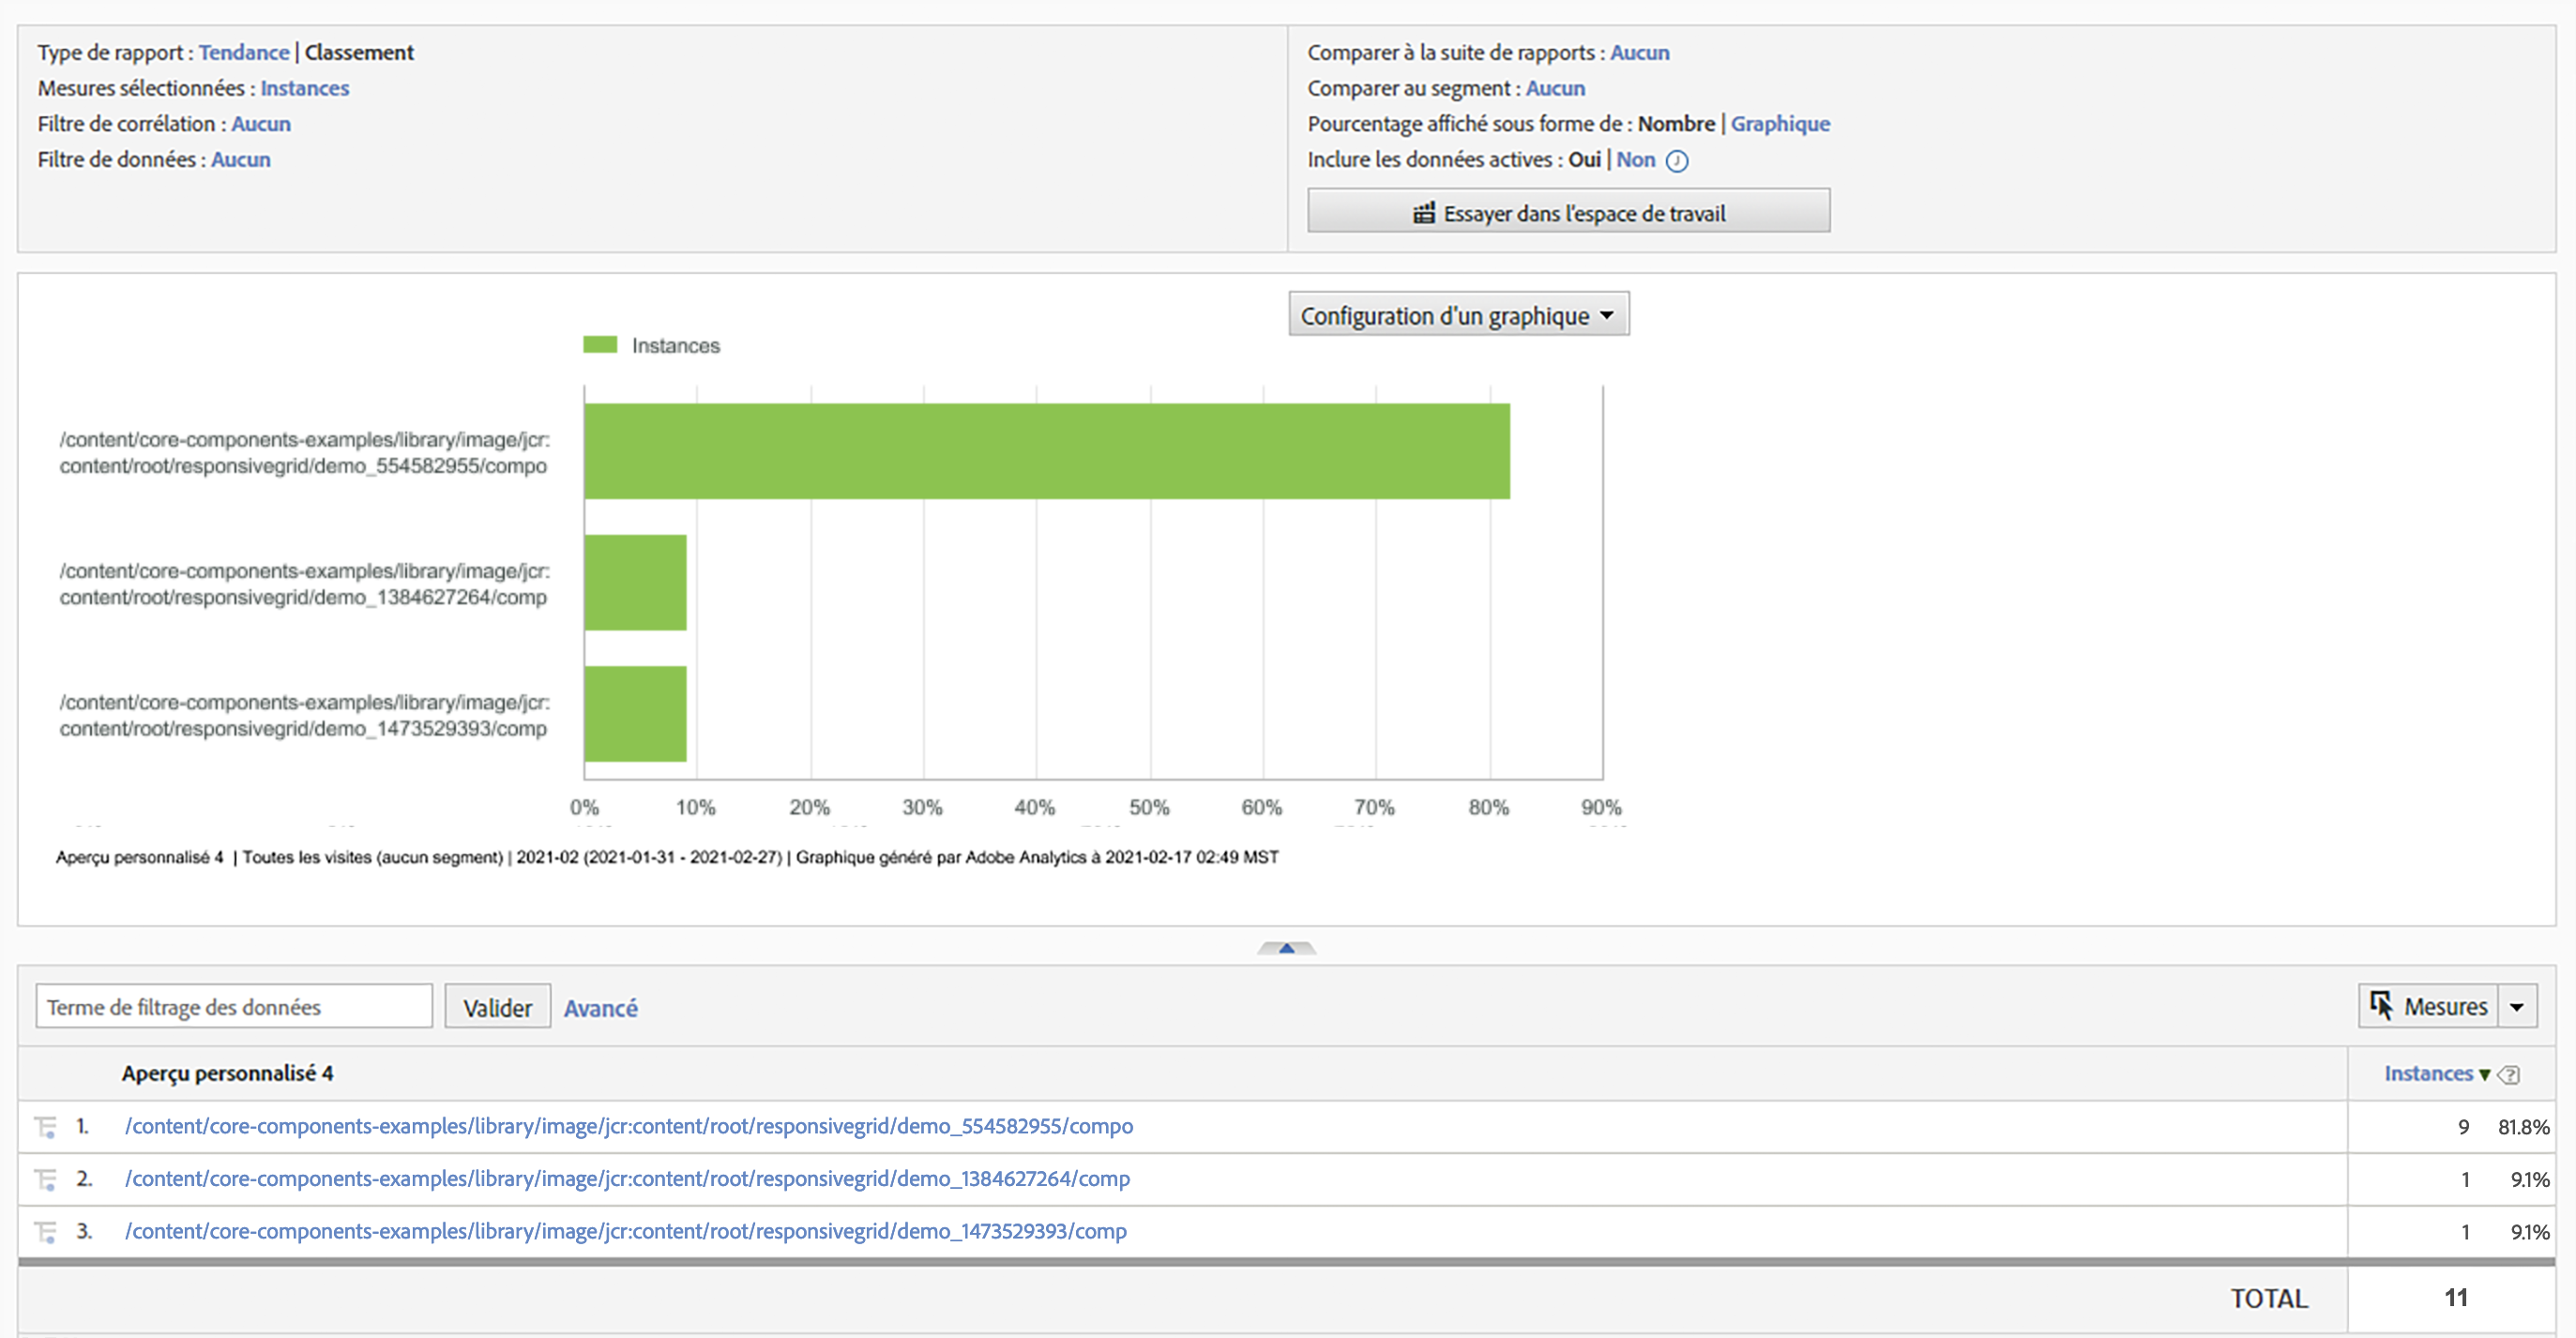 Type de rapport : Tendance | Classement
Mesures sélectionnées : Instances
Filtre de corrélation : Aucun
Filtre de données : Aucun
Comparer à la suite de rapports : Aucun
Comparer au segment : Aucun
Pourcentage affiché sous forme de : Nombre | Graphique
Inclure les données actives : Oui | Non
Essayer dans l'espace de travail
Configuration d'un graphique
Instances
/content/core-components-examples/library/image/jcr:
content/root/responsivegrid/demo_554582955/compo
/content/core-components-examples/library/image/jcr:
content/root/responsivegrid/demo_1384627264/comp
/content/core-components-examples/library/image/jcr:
content/root/responsivegrid/demo_1473529393/comp
0% 10% 20% 30% 40% 50% 60% 70% 80% 90%
Aperçu personnalisé 4 | Toutes les visites (aucun segment) | 2021-02 (2021-01-31 - 2021-02-27) | Graphique généré par Adobe Analytics à 2021-02-17 02:49 MST
Terme de filtrage des données Valider Avancé Mesures
Aperçu personnalisé 4 Instances
1. /content/core-components-examples/library/image/jcr:content/root/responsivegrid/demo_554582955/compo 9 81.8%
2. /content/core-components-examples/library/image/jcr:content/root/responsivegrid/demo_1384627264/comp 1 9.1%
3. /content/core-components-examples/library/image/jcr:content/root/responsivegrid/demo_1473529393/comp 1 9.1%
TOTAL 11